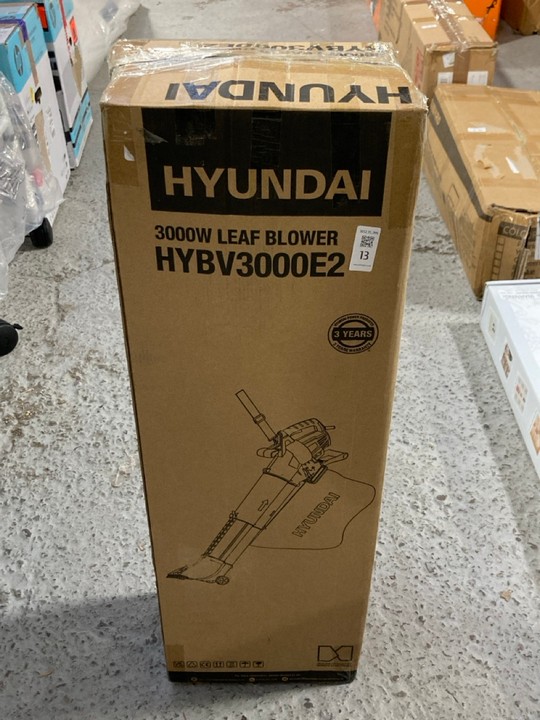 HYUNDAI
HYUNDAI
3000W LEAF BLOWER
HYBV3000E2
13
3 YEARS
HYUNDAI